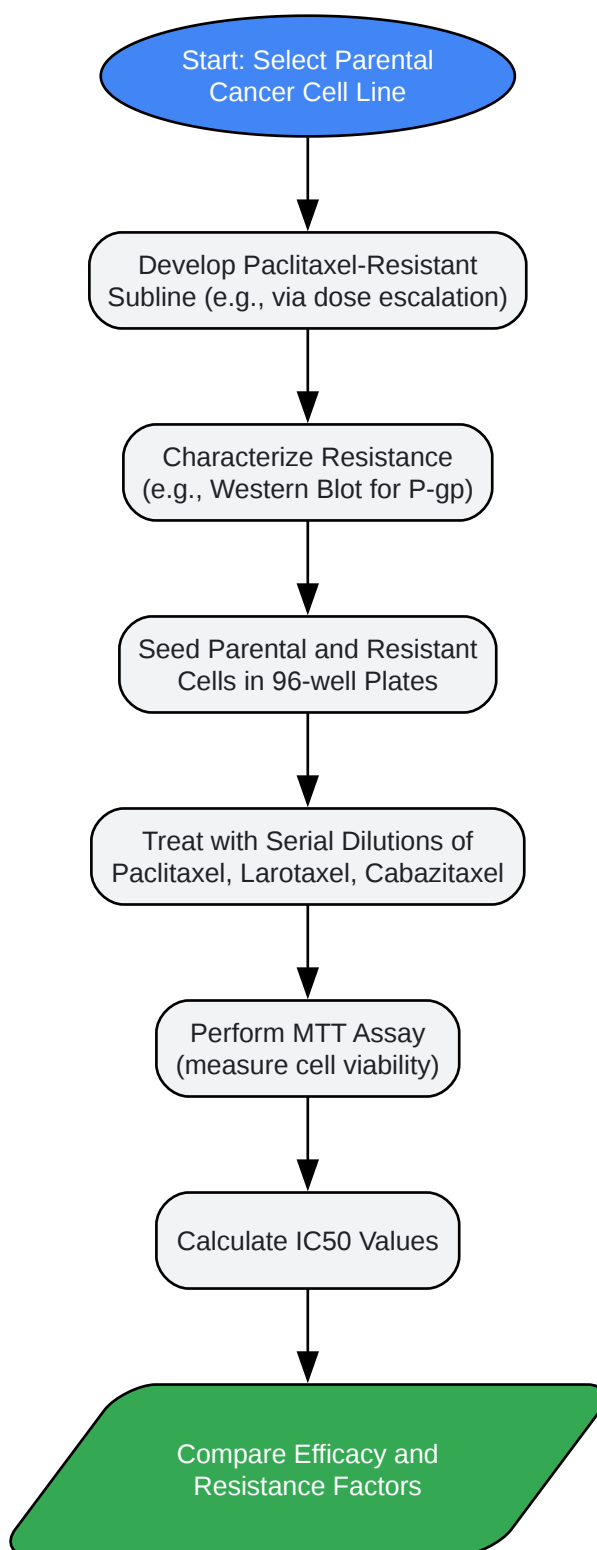 Start: Select Parental
Cancer Cell Line
Develop Paclitaxel-Resistant
Subline (e.g., via dose escalation)
Characterize Resistance
(e.g., Western Blot for P-gp)
Seed Parental and Resistant
Cells in 96-well Plates
Treat with Serial Dilutions of
Paclitaxel, Larotaxel, Cabazitaxel
Perform MTT Assay
(measure cell viability)
Calculate IC50 Values
Compare Efficacy and
Resistance Factors